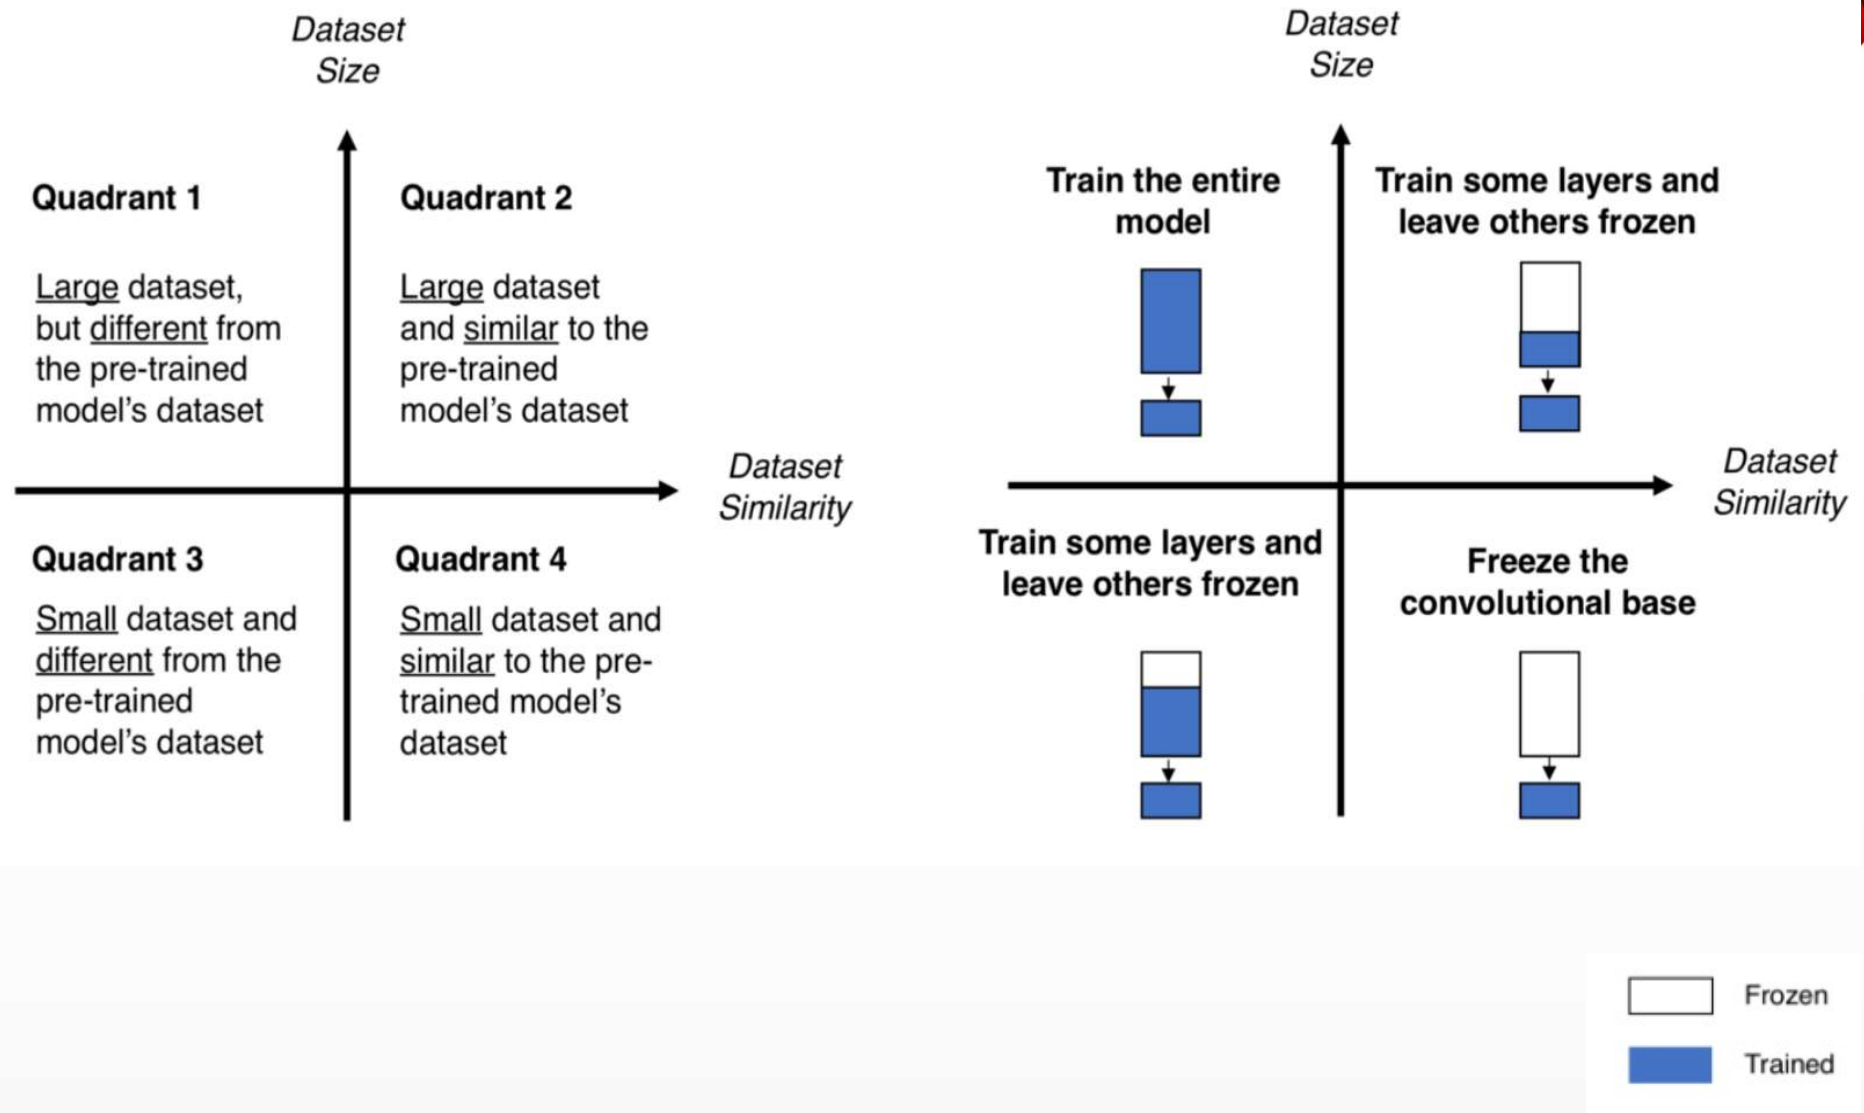 Dataset
Size
Quadrant 1
Large dataset,
but different from
the pre-trained
model's dataset
Quadrant 2
Large dataset
and similar to the
pre-trained
model's dataset
Dataset
Similarity
Quadrant 3
Small dataset and
different from the
pre-trained
model's dataset
Quadrant 4
Small dataset and
similar to the pre-
trained model's
dataset
Dataset
Size
Train the entire
model
Train some layers and
leave others frozen
Dataset
Similarity
Train some layers and
leave others frozen
Freeze the
convolutional base
Frozen
Trained